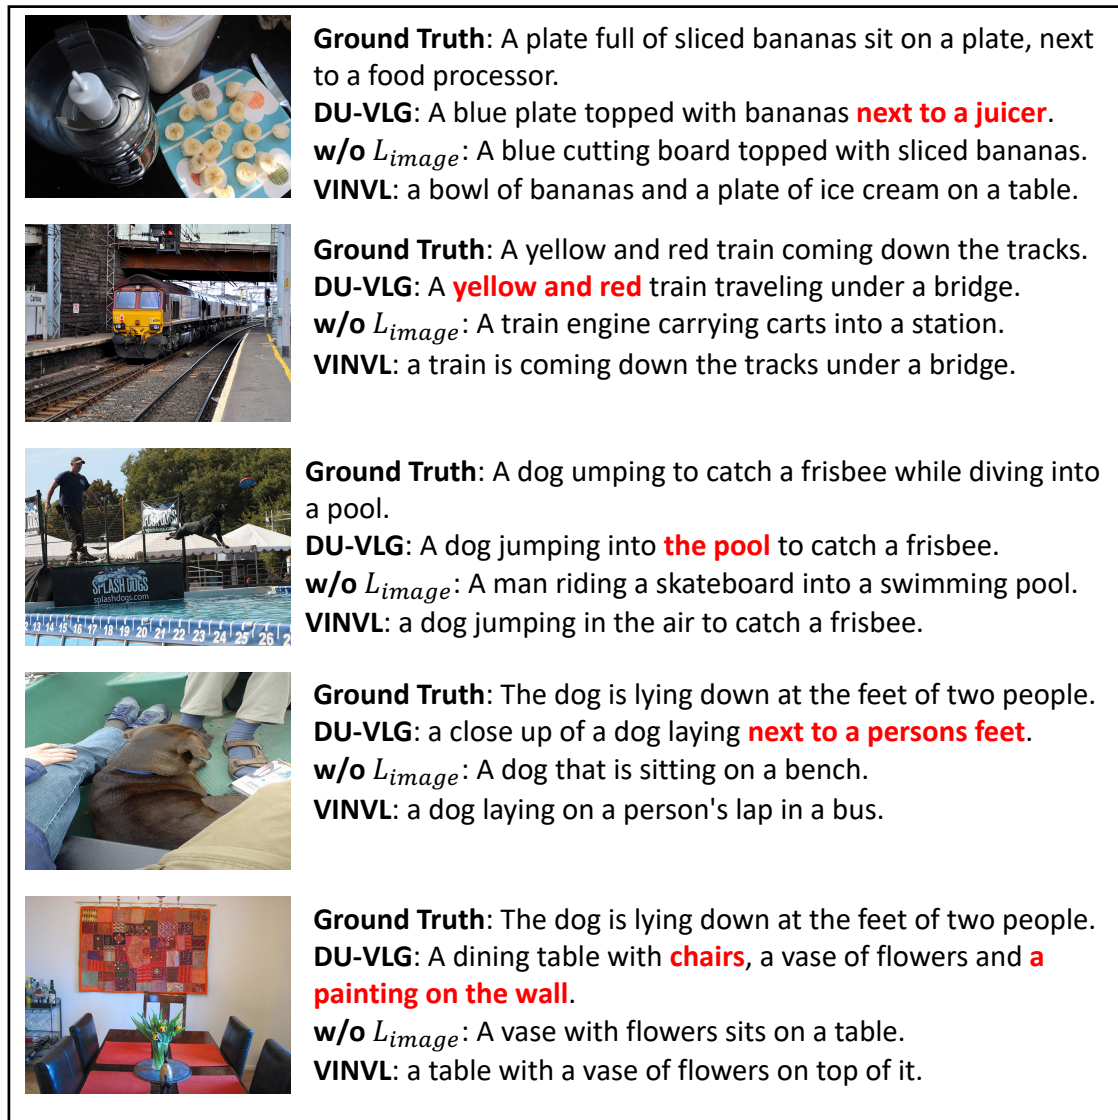 Ground Truth: A plate full of sliced bananas sit on a plate, next
to a food processor.
DU-VLG: A blue plate topped with bananas next to a juicer.
w/o L_image: A blue cutting board topped with sliced bananas.
VINVL: a bowl of bananas and a plate of ice cream on a table.
Ground Truth: A yellow and red train coming down the tracks.
DU-VLG: A yellow and red train traveling under a bridge.
w/o L_image: A train engine carrying carts into a station.
VINVL: a train is coming down the tracks under a bridge.
Carlisle
Ground Truth: A dog umping to catch a frisbee while diving into
a pool.
DU-VLG: A dog jumping into the pool to catch a frisbee.
w/o L_image: A man riding a skateboard into a swimming pool.
VINVL: a dog jumping in the air to catch a frisbee.
SPLASH DOGS
SPLASH DOGS
splashdogs.com
13 14 15 16 17 18 19 20 21 22 23 24 25 26
Ground Truth: The dog is lying down at the feet of two people.
DU-VLG: a close up of a dog laying next to a persons feet.
w/o L_image: A dog that is sitting on a bench.
VINVL: a dog laying on a person's lap in a bus.
Ground Truth: The dog is lying down at the feet of two people.
DU-VLG: A dining table with chairs, a vase of flowers and a
painting on the wall.
w/o L_image: A vase with flowers sits on a table.
VINVL: a table with a vase of flowers on top of it.